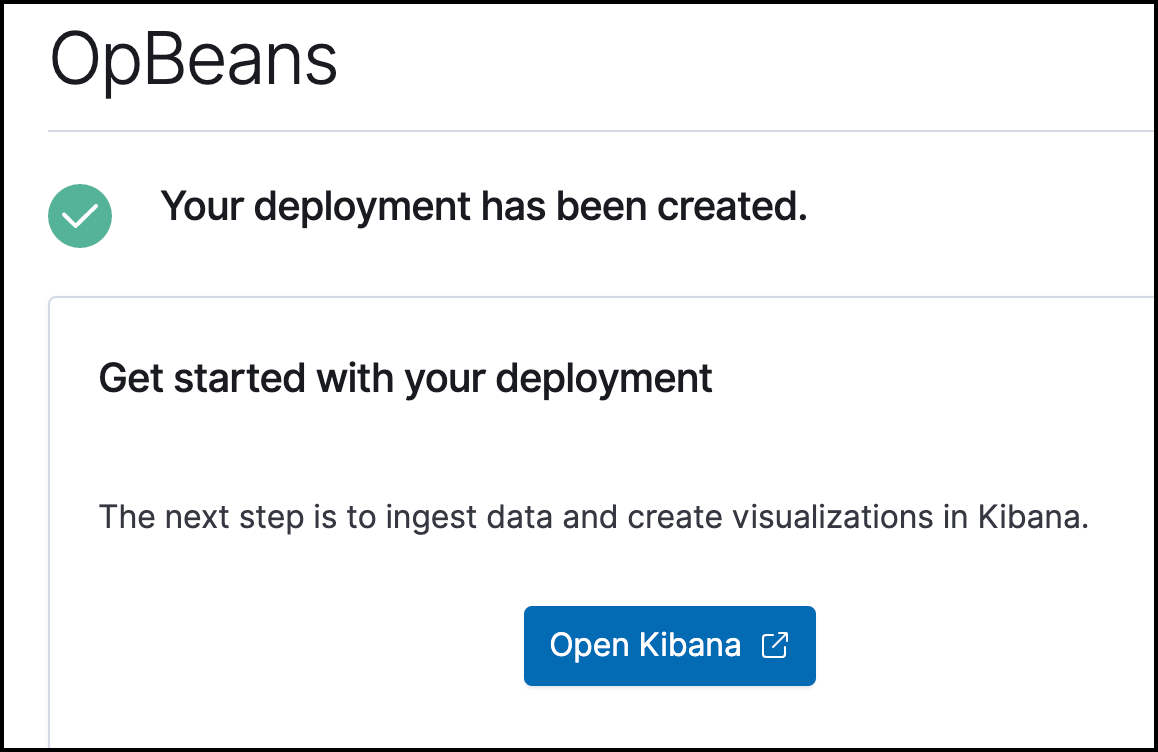 OpBeans
Your deployment has been created.
Get started with your deployment
The next step is to ingest data and create visualizations in Kibana.
Open Kibana